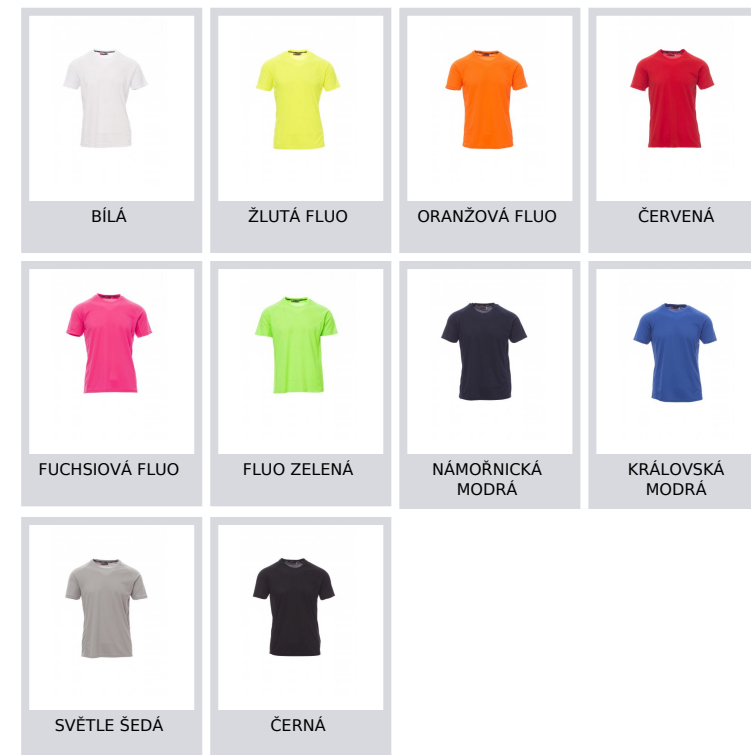 BÍLÁ
ŽLUTÁ FLUO
ORANŽOVÁ FLUO
ČERVENÁ
FUCHSIOVÁ FLUO
FLUO ZELENÁ
NÁMOŘNICKÁ
MODRÁ
KRÁLOVSKÁ
MODRÁ
SVĚTLE ŠEDÁ
ČERNÁ